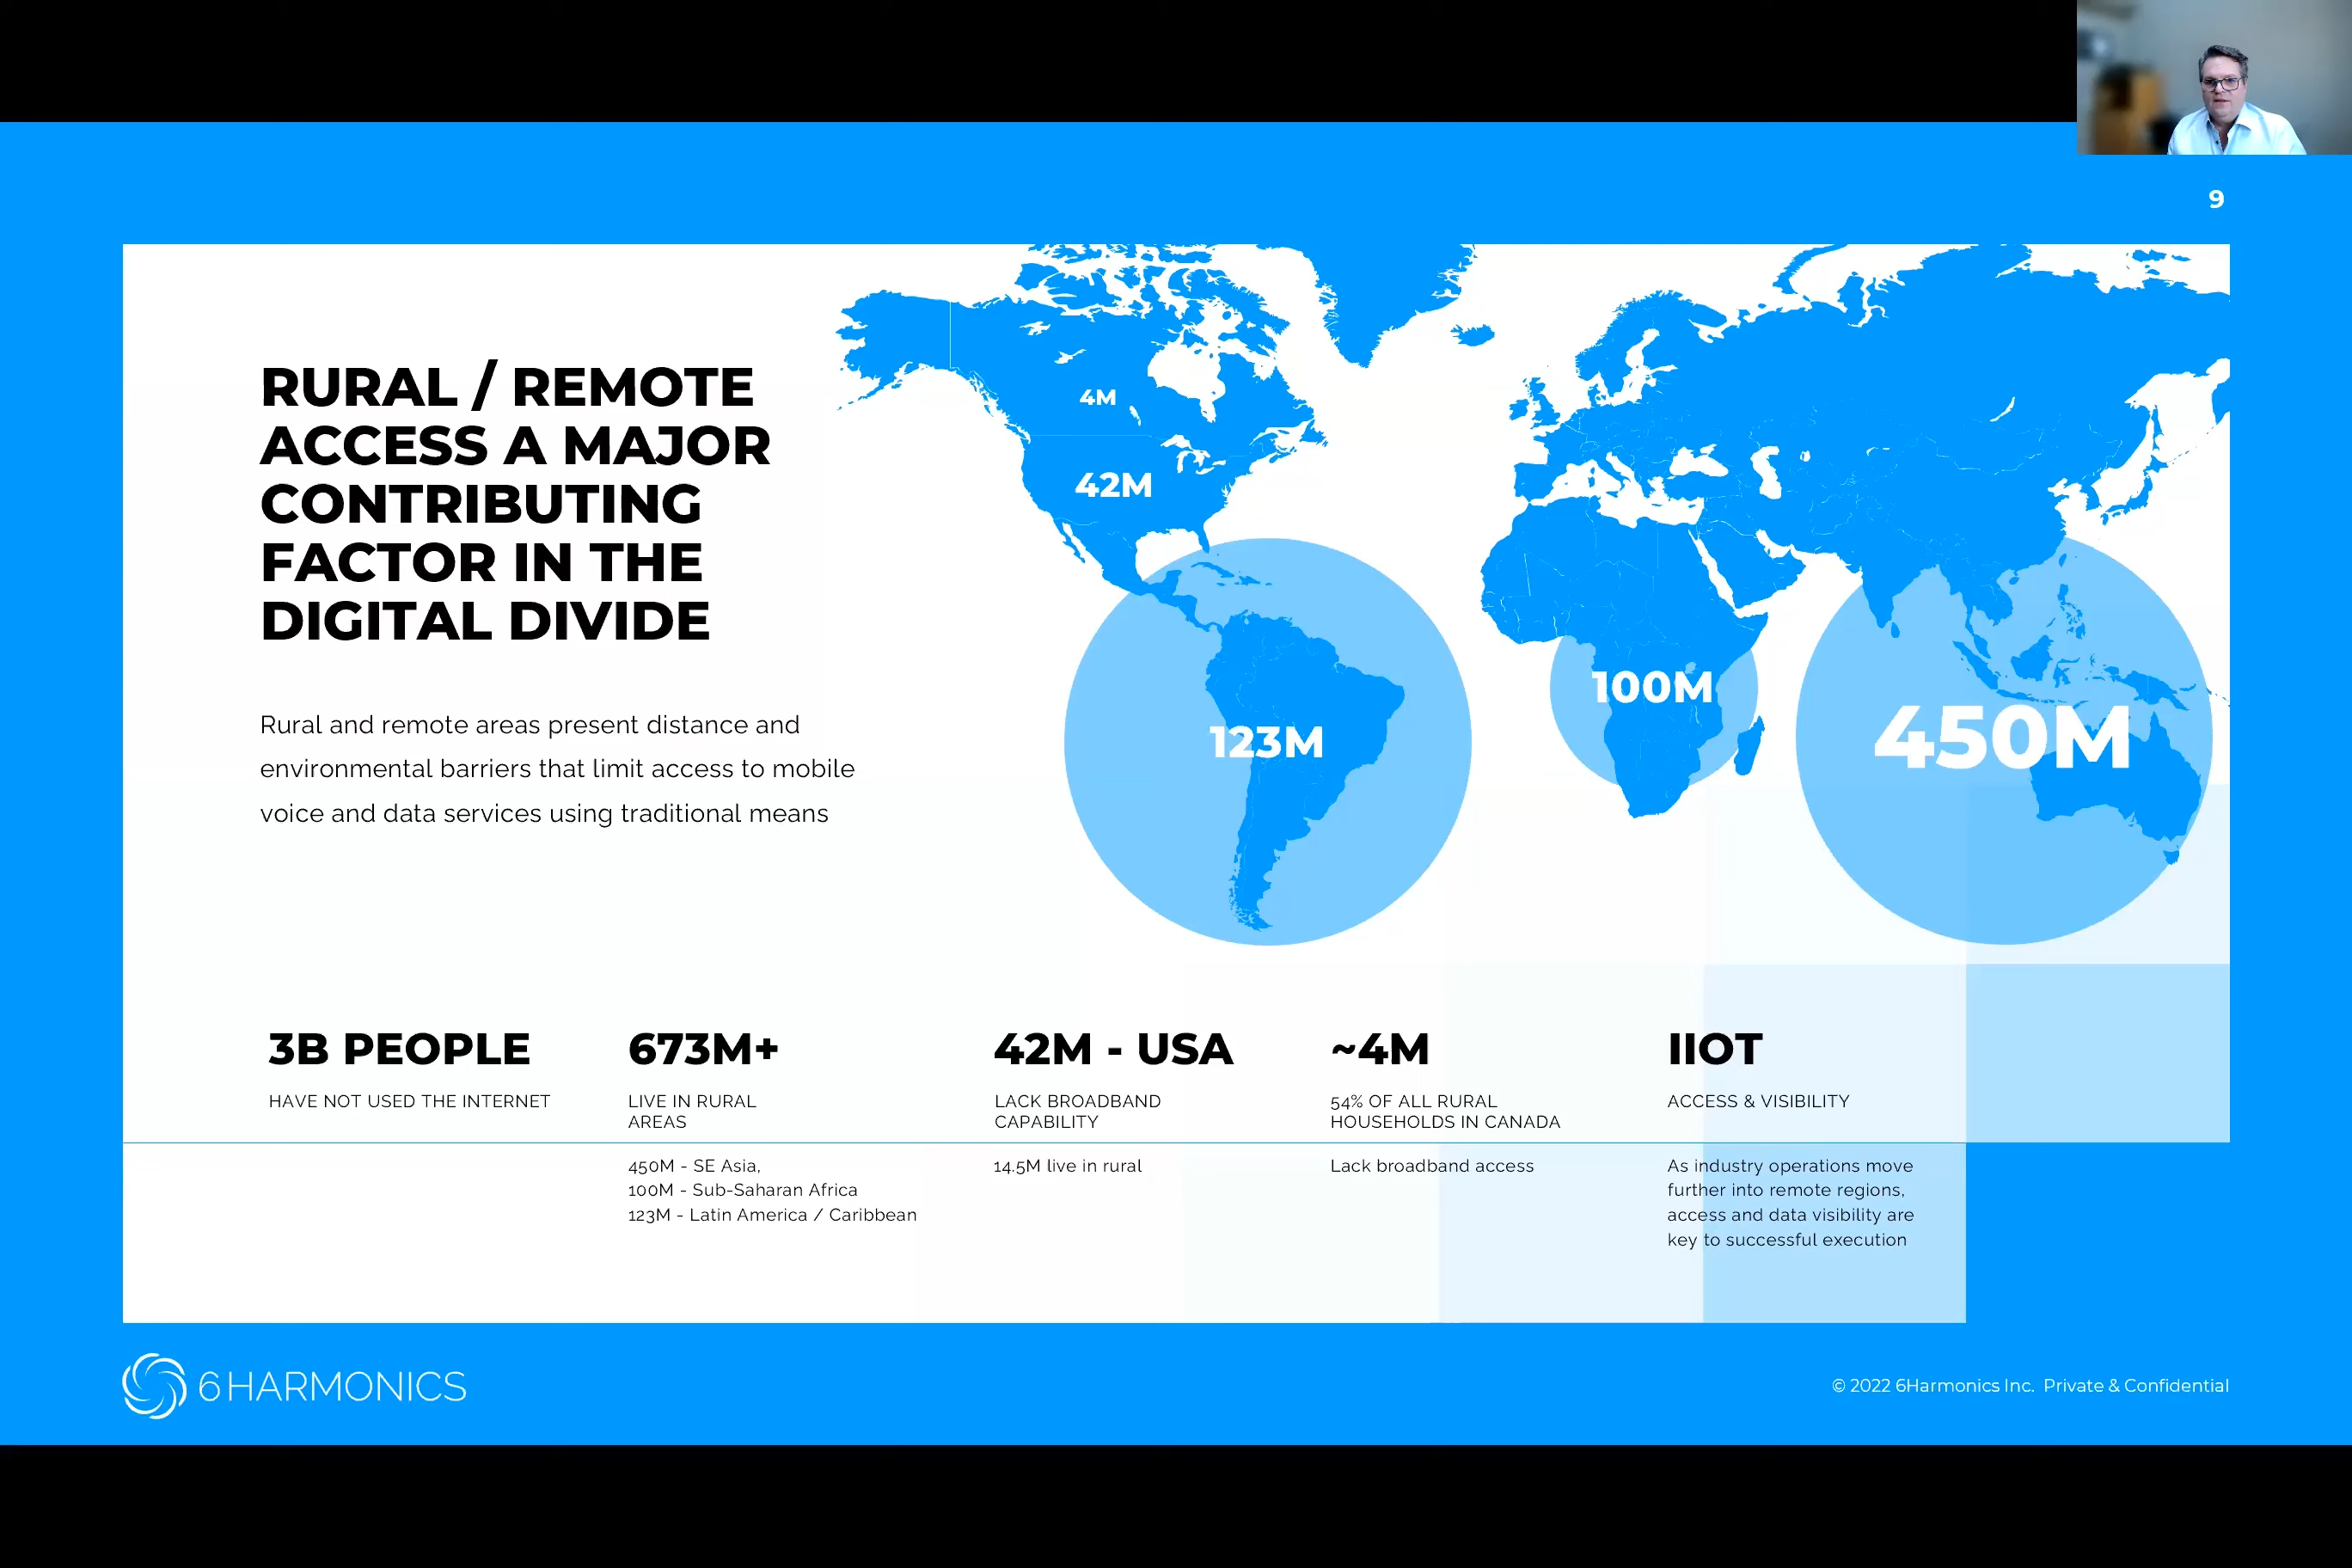 9
RURAL / REMOTE
ACCESS A MAJOR
CONTRIBUTING
FACTOR IN THE
DIGITAL DIVIDE
Rural and remote areas present distance and
environmental barriers that limit access to mobile
voice and data services using traditional means
4M
42M
123M
100M
450M
3B PEOPLE
HAVE NOT USED THE INTERNET
673M+
LIVE IN RURAL
AREAS
450M - SE Asia,
100M - Sub-Saharan Africa
123M - Latin America / Caribbean
42M - USA
LACK BROADBAND
CAPABILITY
14.5M live in rural
~4M
54% OF ALL RURAL
HOUSEHOLDS IN CANADA
Lack broadband access
IIOT
ACCESS & VISIBILITY
As industry operations move
further into remote regions,
access and data visibility are
key to successful execution
6HARMONICS
© 2022 6Harmonics Inc. Private & Confidential